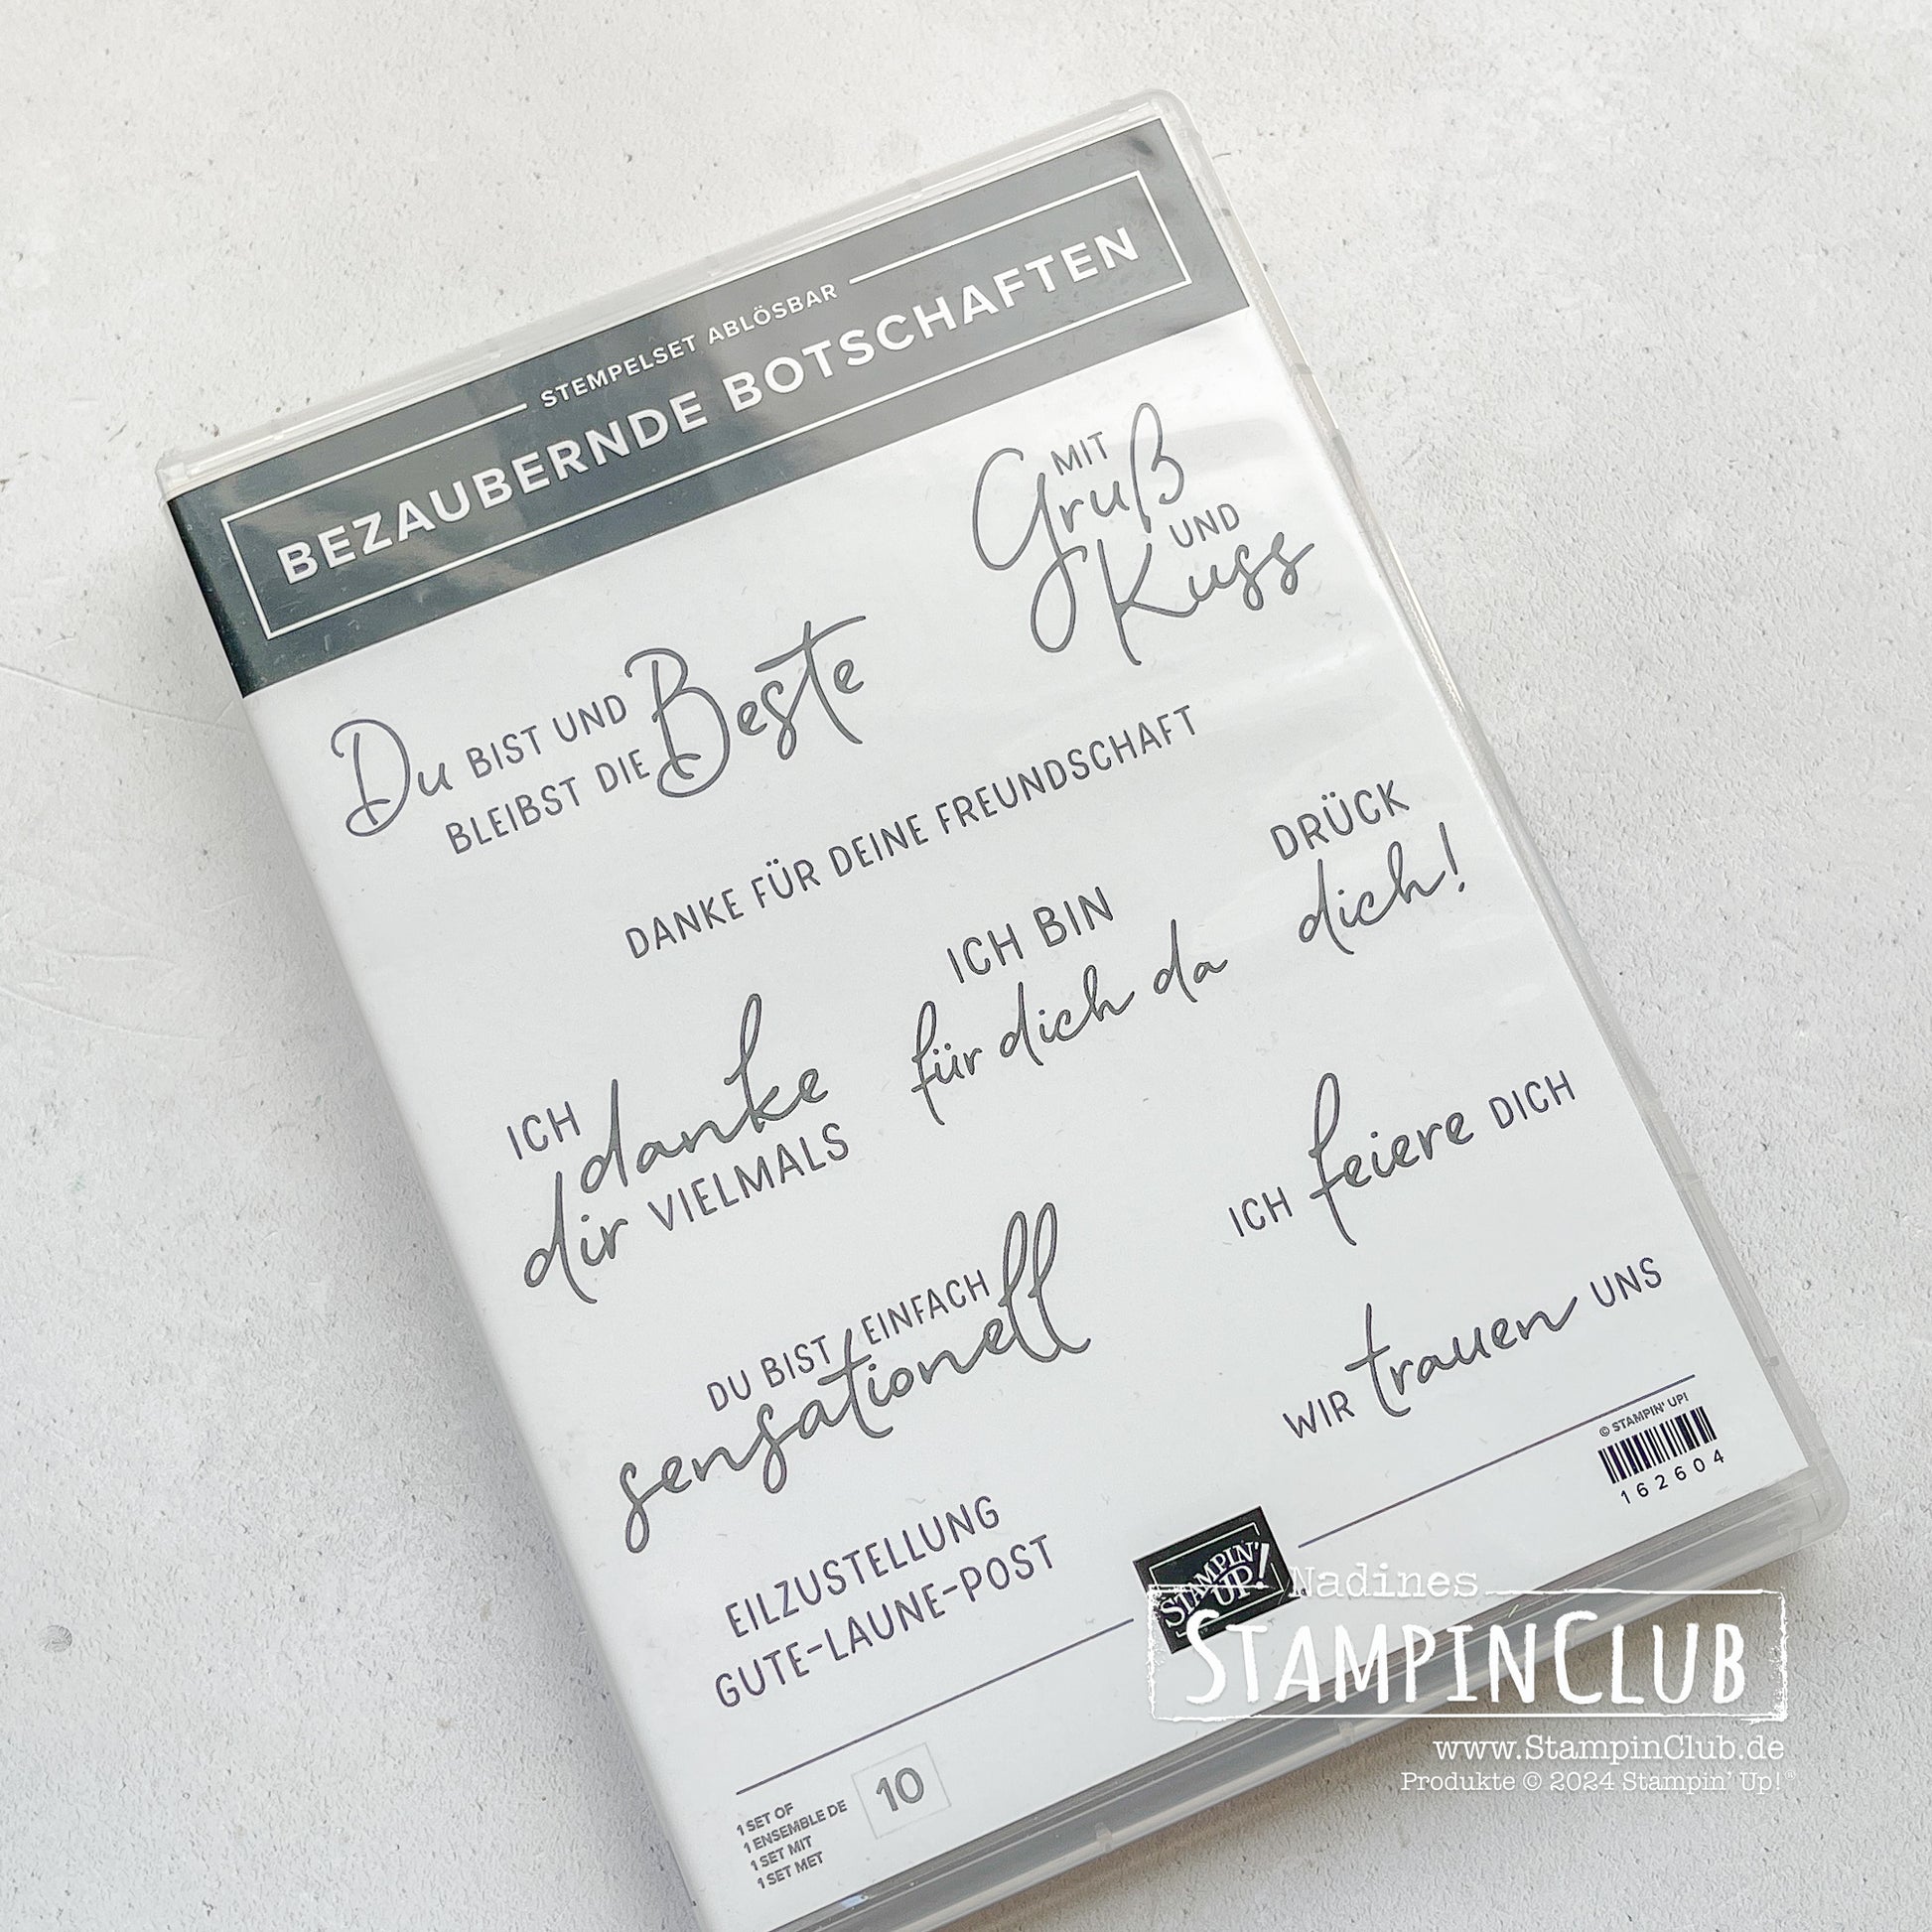 STEMPELSET ABLÖSBAR
BEZAUBERNDE BOTSCHAFTEN
MIT
Gruß
UND
Kuss
Du BIST UND
BLEIBST DIE Beste
DANKE FÜR DEINE FREUNDSCHAFT
DRÜCK
dich!
ICH BIN
für dich da
ICH danke
dir VIELMALS
ICH feiere DICH
DU BIST EINFACH
sensationell
WIR trauen UNS
EILZUSTELLUNG
GUTE-LAUNE-POST
© STAMPIN' UP!
162604
STAMPIN'
UP!
1 SET OF
1 ENSEMBLE DE
1 SET MIT
1 SET MET
10
Nadines
STAMPINCLUB
www.StampinClub.de
Produkte © 2024 Stampin' Up!®